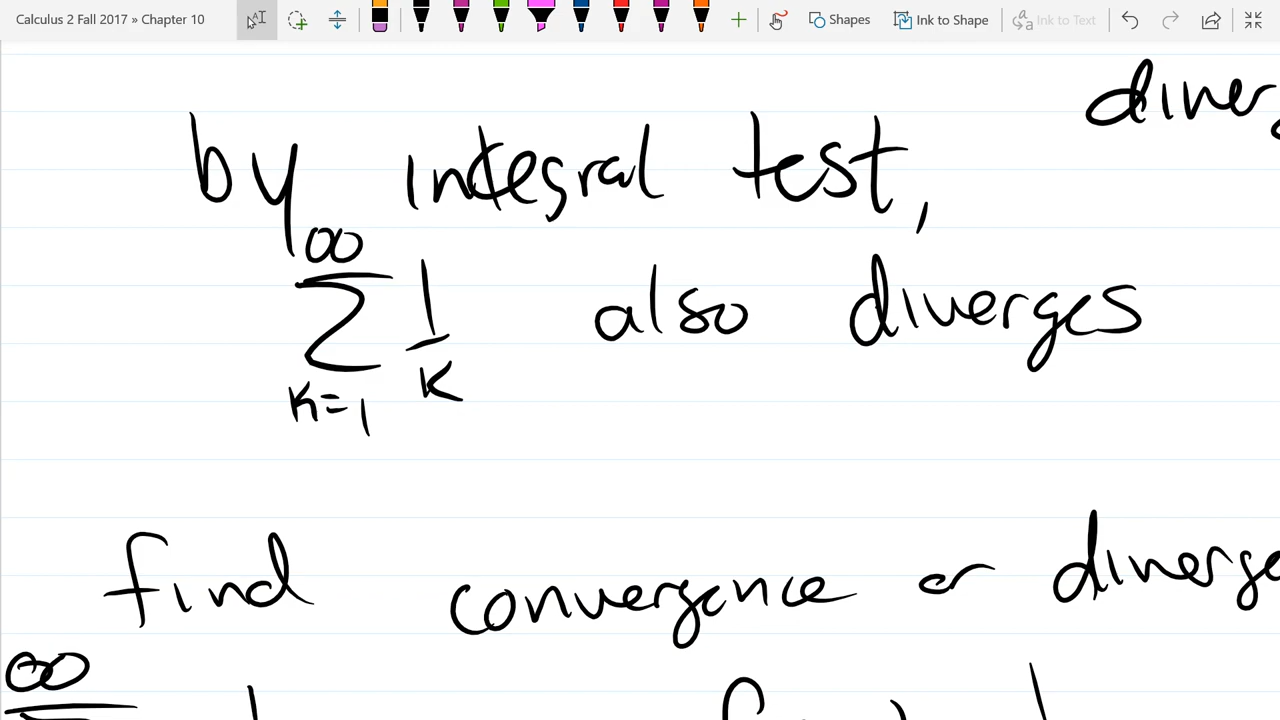 Calculus 2 Fall 2017 » Chapter 10
Shapes
Ink to Shape
Ink to Text
diverg
by integral test,
∞
∑ 1/k also diverges
k=1
find convergence or diverge
∞